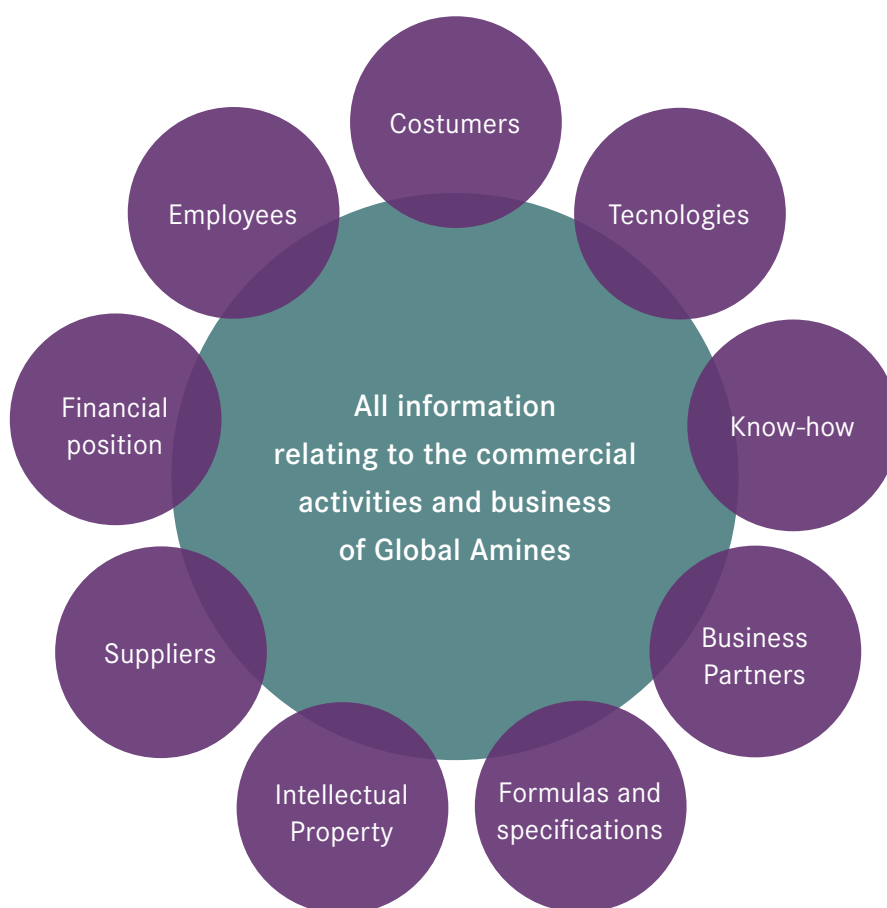 Costumers
Employees
Tecnologies
Financial
position
All information
relating to the commercial
activities and business
of Global Amines
Know-how
Suppliers
Business
Partners
Intellectual
Property
Formulas and
specifications